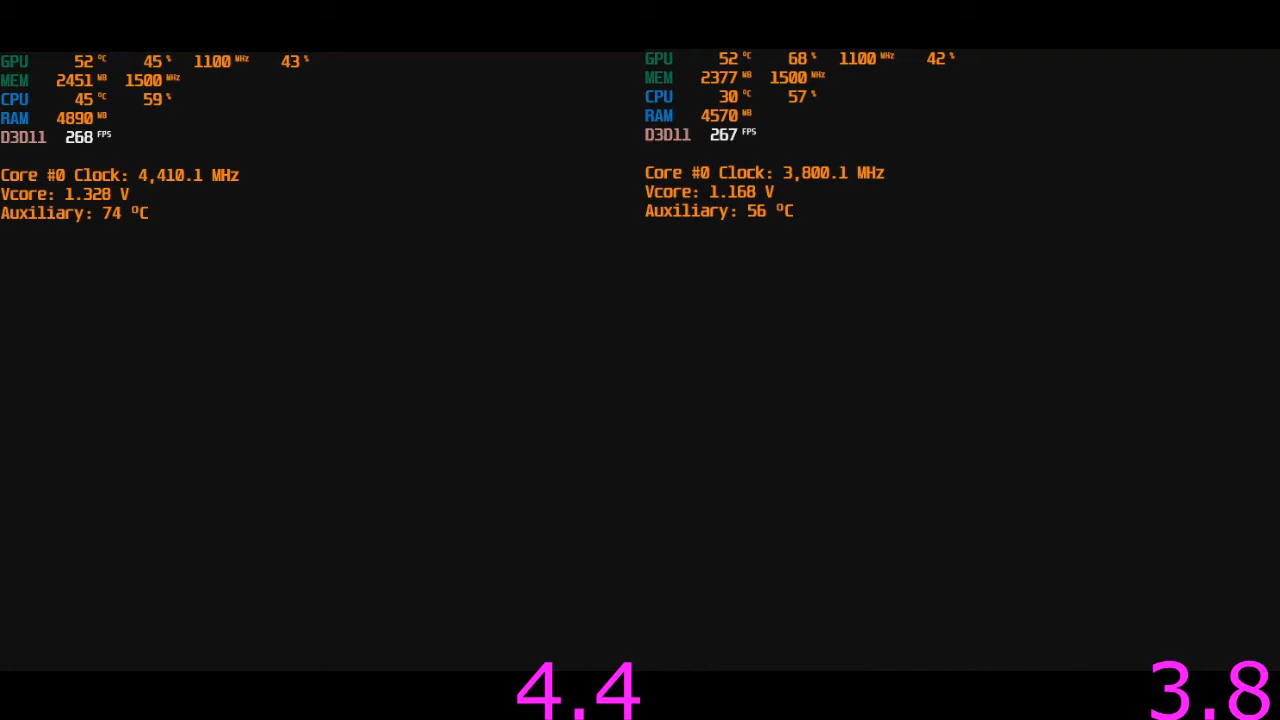 GPU 52 °C 45 % 1100 MHz 43 %
MEM 2451 MB 1500 MHz
CPU 45 °C 59 %
RAM 4890 MB
D3D11 268 FPS
Core #0 Clock: 4,410.1 MHz
Vcore: 1.328 V
Auxiliary: 74 °C
4.4
GPU 52 °C 68 % 1100 MHz 42 %
MEM 2377 MB 1500 MHz
CPU 30 °C 57 %
RAM 4570 MB
D3D11 267 FPS
Core #0 Clock: 3,800.1 MHz
Vcore: 1.168 V
Auxiliary: 56 °C
3.8